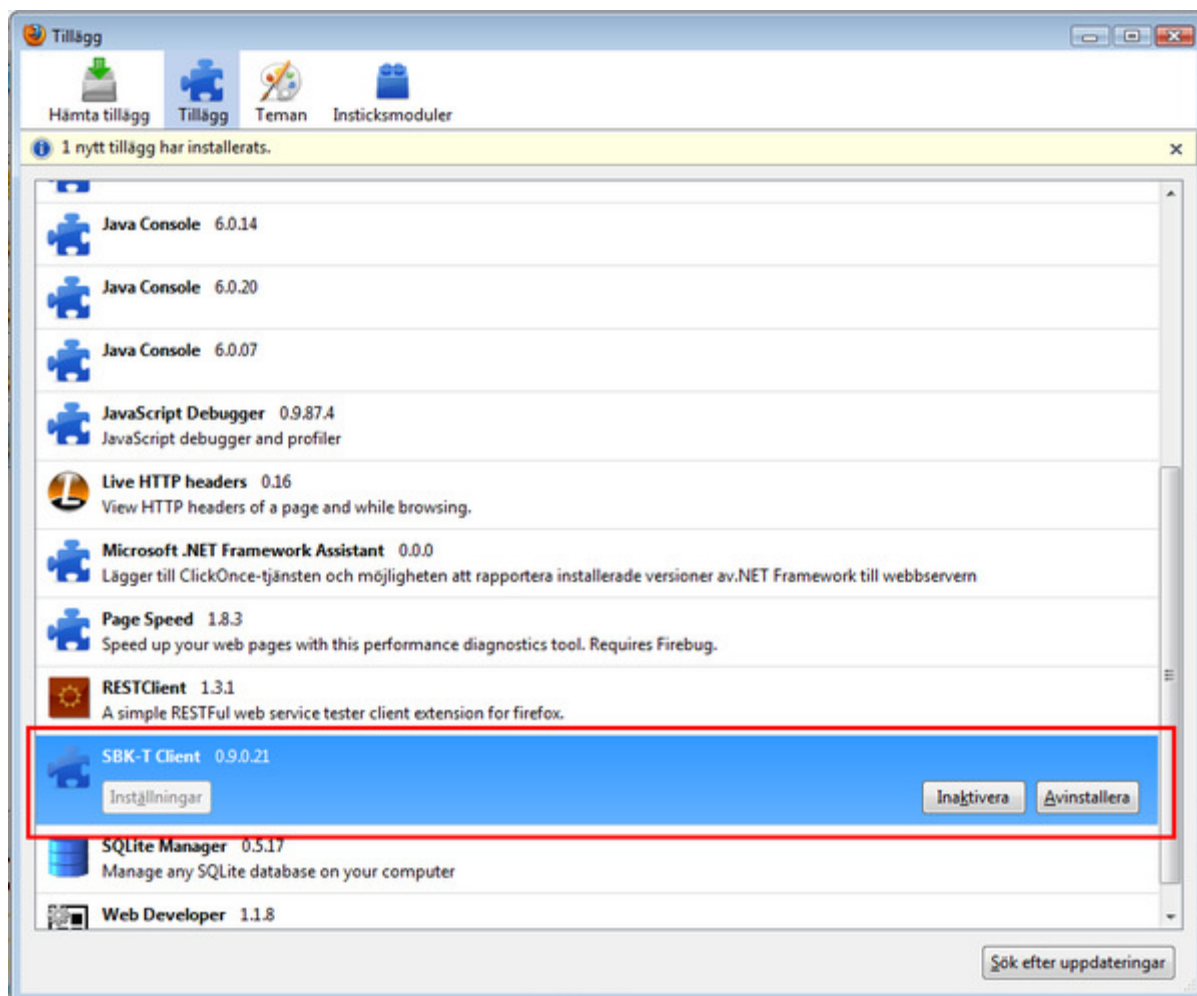 Tillägg
Hämta tillägg
Tillägg
Teman
Insticksmoduler
1 nytt tillägg har installerats.
Java Console 6.0.14
Java Console 6.0.20
Java Console 6.0.07
JavaScript Debugger 0.9.87.4
JavaScript debugger and profiler
Live HTTP headers 0.16
View HTTP headers of a page and while browsing.
Microsoft .NET Framework Assistant 0.0.0
Lägger till ClickOnce-tjänsten och möjligheten att rapportera installerade versioner av.NET Framework till webbservern
Page Speed 1.8.3
Speed up your web pages with this performance diagnostics tool. Requires Firebug.
RESTClient 1.3.1
A simple RESTFul web service tester client extension for firefox.
SBK-T Client 0.9.0.21
Inställningar
Inaktivera
Avinstallera
SQLite Manager 0.5.17
Manage any SQLite database on your computer
Web Developer 1.1.8
Sök efter uppdateringar